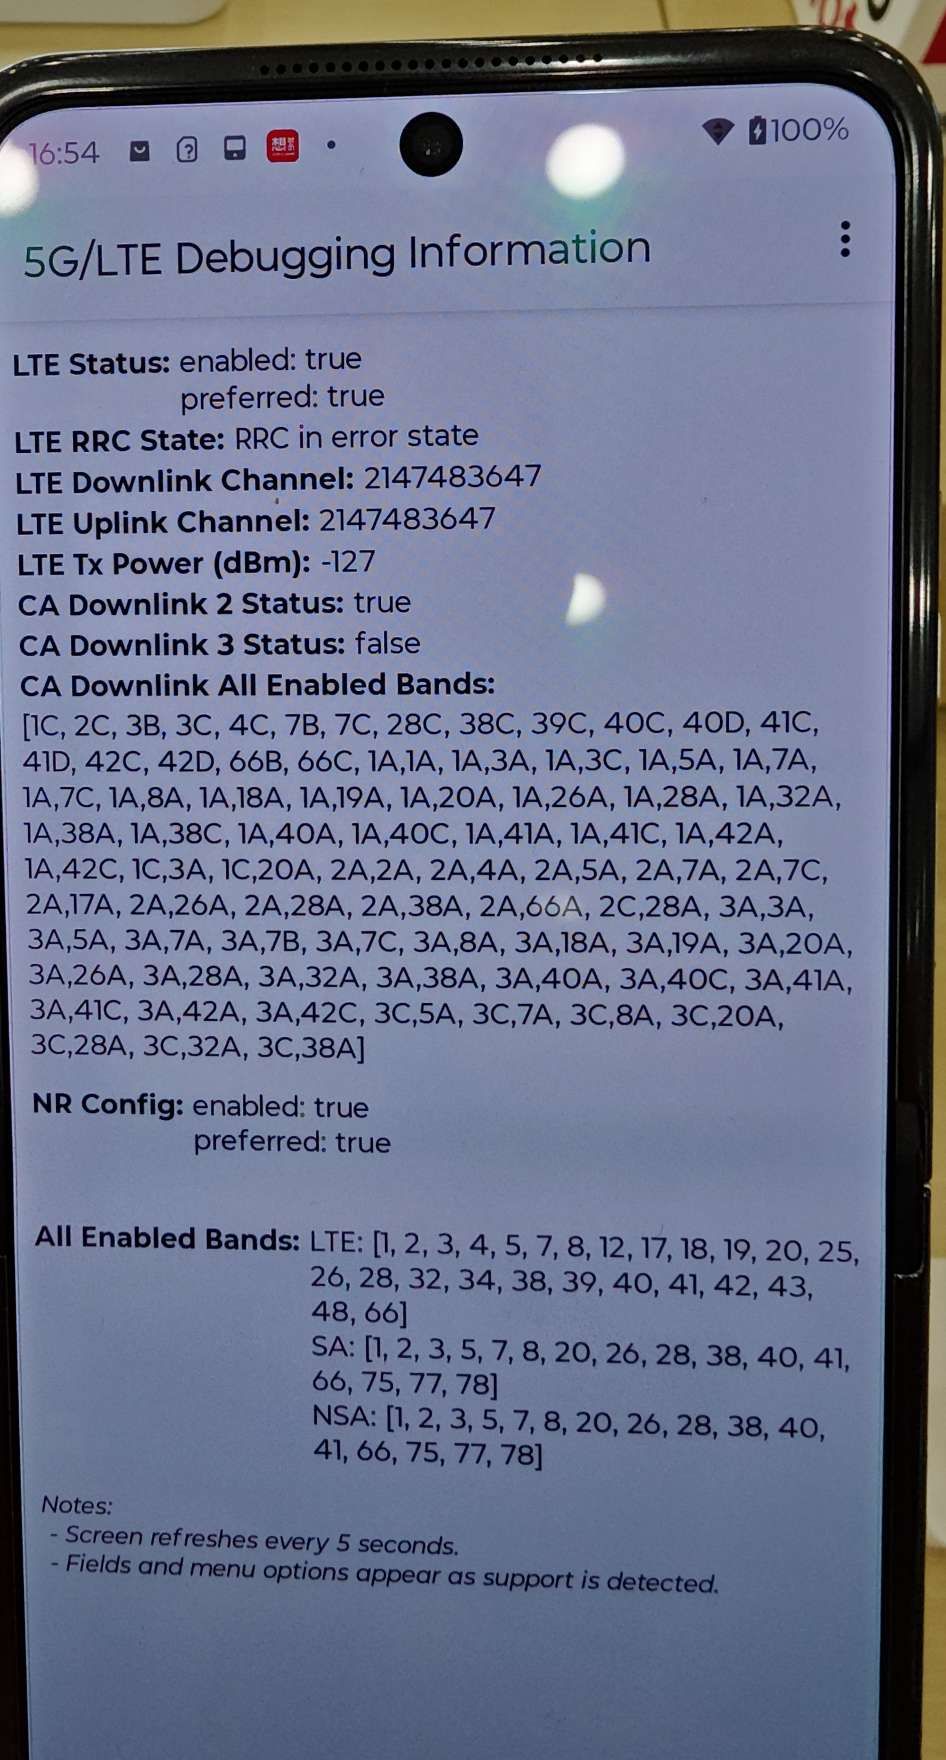 16:54
100%
5G/LTE Debugging Information
LTE Status: enabled: true
preferred: true
LTE RRC State: RRC in error state
LTE Downlink Channel: 2147483647
LTE Uplink Channel: 2147483647
LTE Tx Power (dBm): -127
CA Downlink 2 Status: true
CA Downlink 3 Status: false
CA Downlink All Enabled Bands:
[1C, 2C, 3B, 3C, 4C, 7B, 7C, 28C, 38C, 39C, 40C, 40D, 41C,
41D, 42C, 42D, 66B, 66C, 1A,1A, 1A,3A, 1A,3C, 1A,5A, 1A,7A,
1A,7C, 1A,8A, 1A,18A, 1A,19A, 1A,20A, 1A,26A, 1A,28A, 1A,32A,
1A,38A, 1A,38C, 1A,40A, 1A,40C, 1A,41A, 1A,41C, 1A,42A,
1A,42C, 1C,3A, 1C,20A, 2A,2A, 2A,4A, 2A,5A, 2A,7A, 2A,7C,
2A,17A, 2A,26A, 2A,28A, 2A,38A, 2A,66A, 2C,28A, 3A,3A,
3A,5A, 3A,7A, 3A,7B, 3A,7C, 3A,8A, 3A,18A, 3A,19A, 3A,20A,
3A,26A, 3A,28A, 3A,32A, 3A,38A, 3A,40A, 3A,40C, 3A,41A,
3A,41C, 3A,42A, 3A,42C, 3C,5A, 3C,7A, 3C,8A, 3C,20A,
3C,28A, 3C,32A, 3C,38A]
NR Config: enabled: true
preferred: true
All Enabled Bands: LTE: [1, 2, 3, 4, 5, 7, 8, 12, 17, 18, 19, 20, 25,
26, 28, 32, 34, 38, 39, 40, 41, 42, 43,
48, 66]
SA: [1, 2, 3, 5, 7, 8, 20, 26, 28, 38, 40, 41,
66, 75, 77, 78]
NSA: [1, 2, 3, 5, 7, 8, 20, 26, 28, 38, 40,
41, 66, 75, 77, 78]
Notes:
- Screen refreshes every 5 seconds.
- Fields and menu options appear as support is detected.